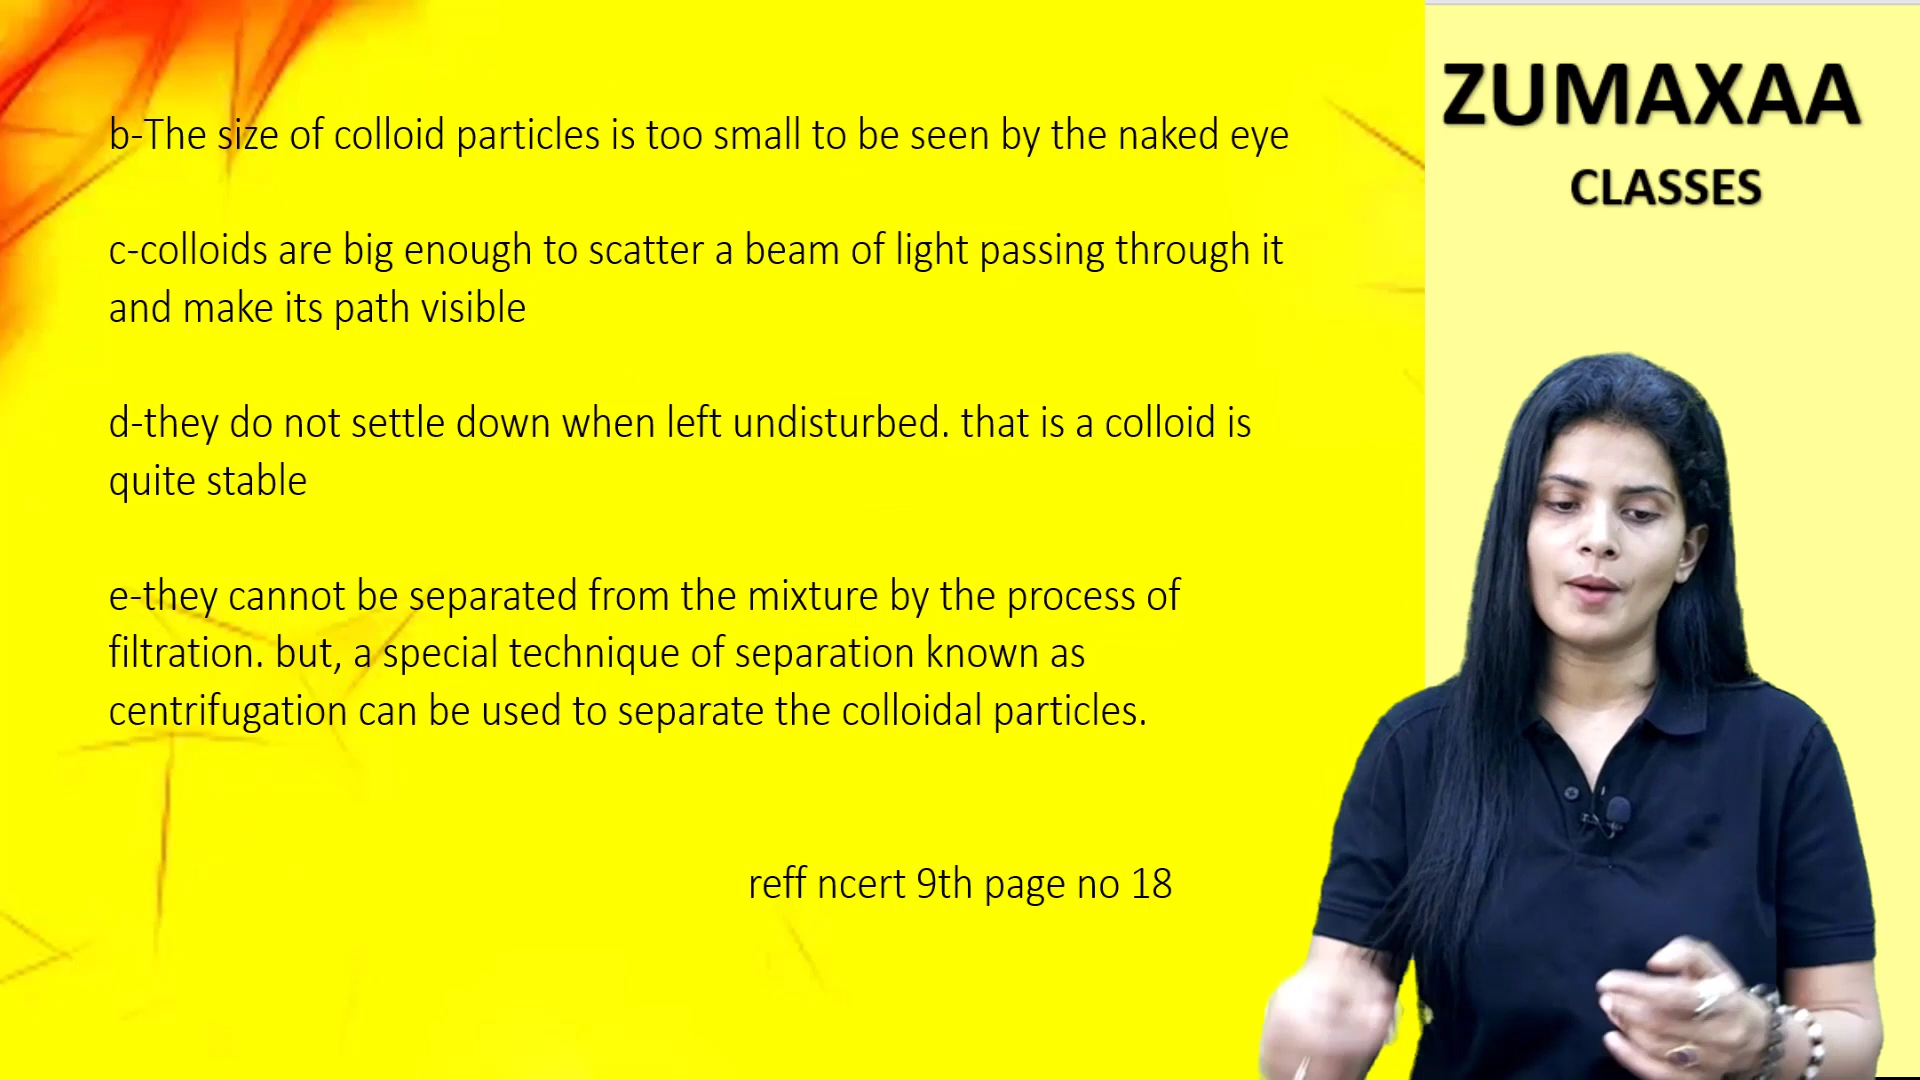 b-The size of colloid particles is too small to be seen by the naked eye
c-colloids are big enough to scatter a beam of light passing through it
and make its path visible
d-they do not settle down when left undisturbed. that is a colloid is
quite stable
e-they cannot be separated from the mixture by the process of
filtration. but, a special technique of separation known as
centrifugation can be used to separate the colloidal particles.
reff ncert 9th page no 18
ZUMAXAA
CLASSES